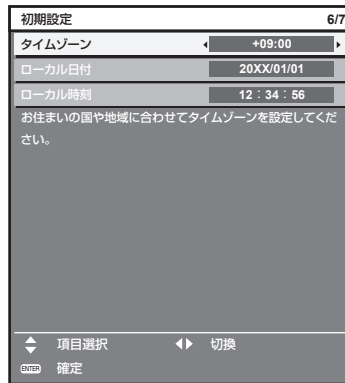 初期設定 6/7
タイムゾーン +09:00
ローカル日付 20XX/01/01
ローカル時刻 12：34：56
お住まいの国や地域に合わせてタイムゾーンを設定してくだ
さい。
項目選択 切換
ENTER 確定